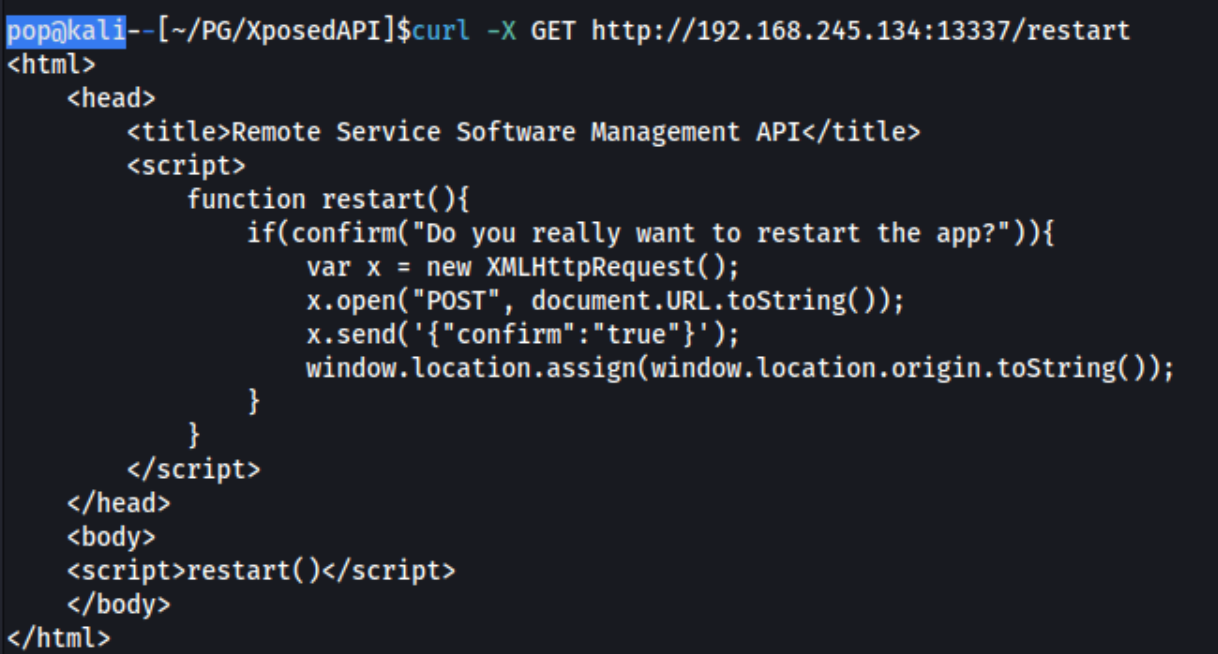 pop@kali--[~/PG/XposedAPI]$curl -X GET http://192.168.245.134:13337/restart
<html>
    <head>
        <title>Remote Service Software Management API</title>
        <script>
            function restart(){
                if(confirm("Do you really want to restart the app?")){
                    var x = new XMLHttpRequest();
                    x.open("POST", document.URL.toString());
                    x.send('{"confirm":"true"}');
                    window.location.assign(window.location.origin.toString());
                }
            }
        </script>
    </head>
    <body>
    <script>restart()</script>
    </body>
</html>